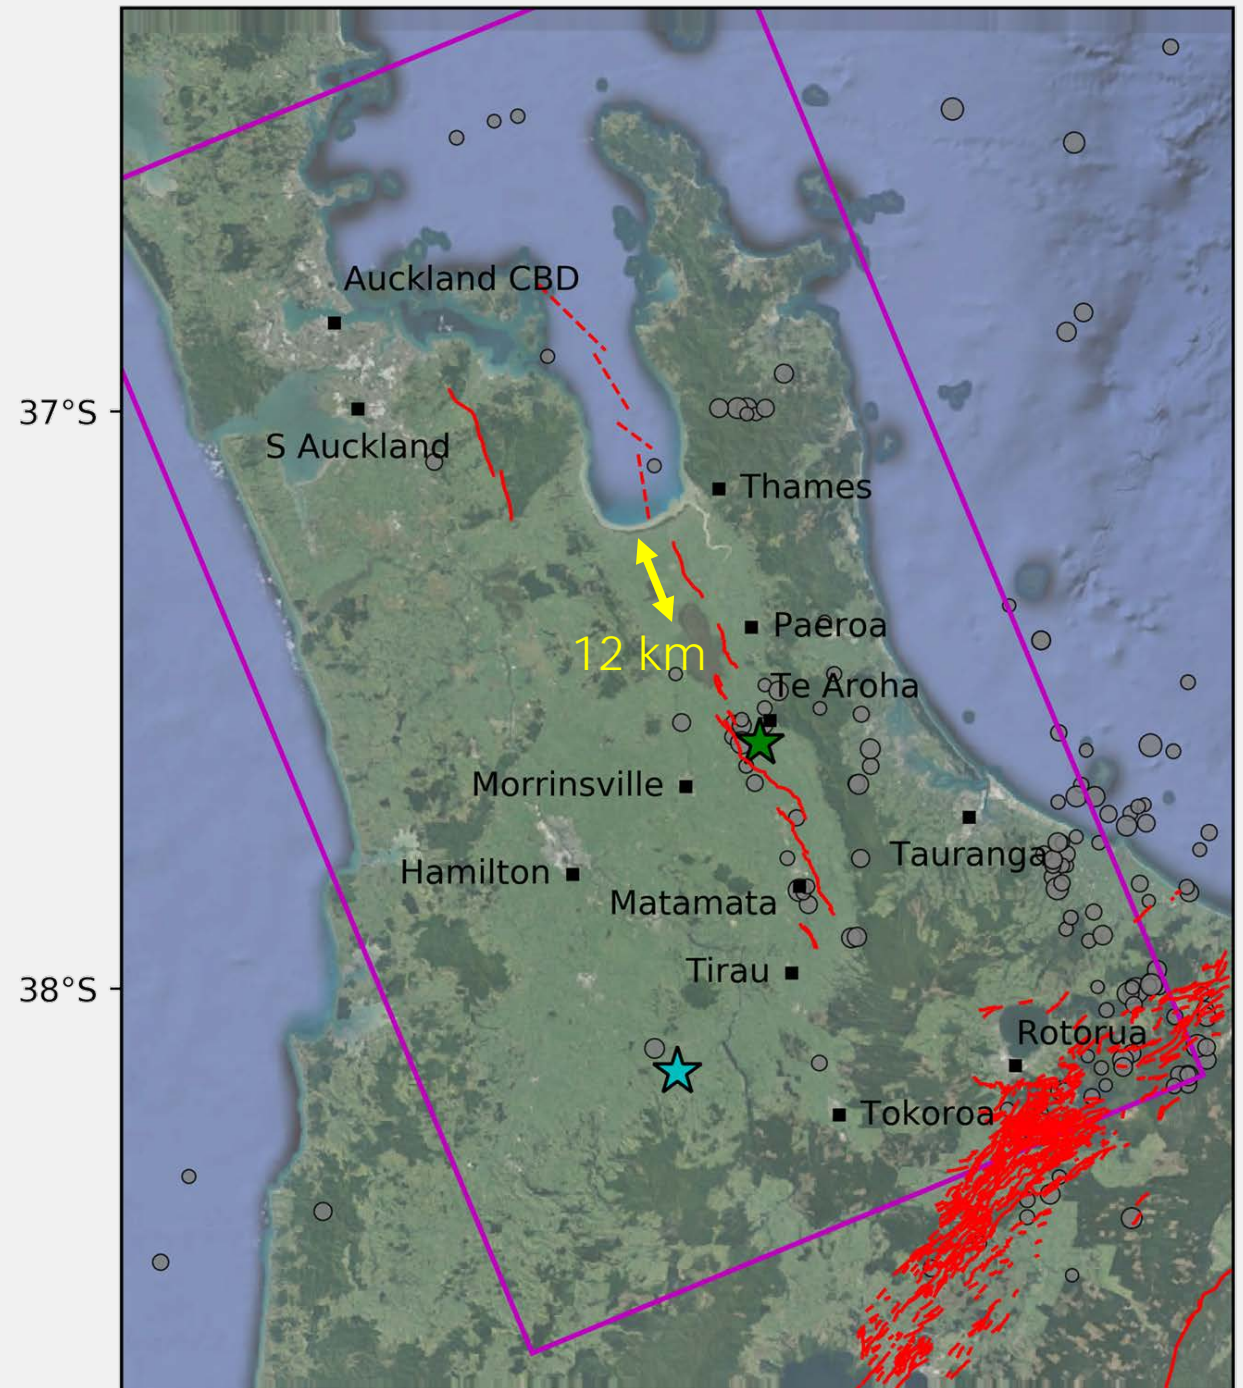 Auckland CBD
37°S
S Auckland
Thames
Paeroa
12 km
Te Aroha
Morrinsville
Tauranga
Hamilton
Matamata
Tirau
38°S
Rotorua
Tokoroa